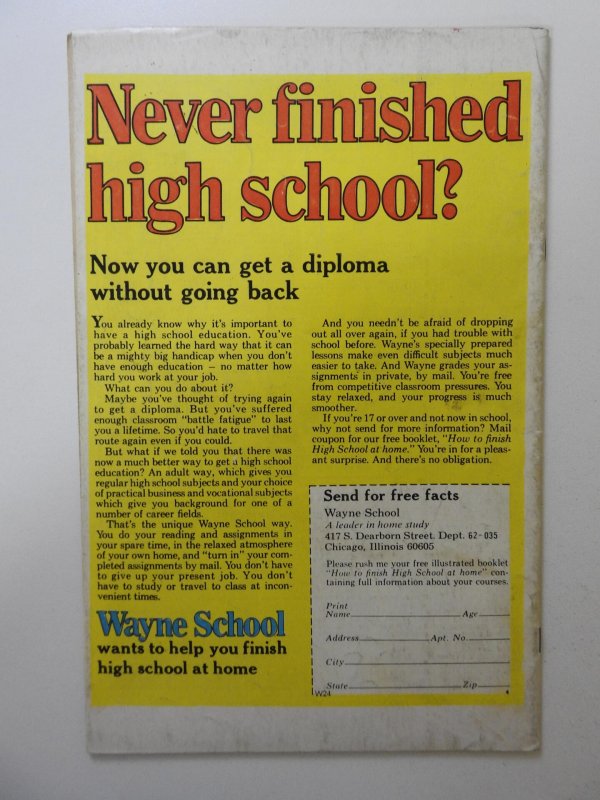 Never finished
high school?
Now you can get a diploma
without going back
You already know why it's important to
have a high school education. You've
probably learned the hard way that it can
be a mighty big handicap when you don't
have enough education – no matter how
hard you work at your job.
What can you do about it?
Maybe you've thought of trying again
to get a diploma. But you've suffered
enough classroom "battle fatigue" to last
you a lifetime. So you'd hate to travel that
route again even if you could.
But what if we told you that there was
now a much better way to get a high school
education? An adult way, which gives you
regular high school subjects and your choice
of practical business and vocational subjects
which give you background for one of a
number of career fields.
That's the unique Wayne School way.
You do your reading and assignments in
your spare time, in the relaxed atmosphere
of your own home, and "turn in" your com-
pleted assignments by mail. You don't have
to give up your present job. You don't
have to study or travel to class at incon-
venient times.
Wayne School
wants to help you finish
high school at home
And you needn't be afraid of dropping
out all over again, if you had trouble with
school before. Wayne's specially prepared
lessons make even difficult subjects much
easier to take. And Wayne grades your as-
signments in private, by mail. You're free
from competitive classroom pressures. You
stay relaxed, and your progress is much
smoother.
If you're 17 or over and not now in school,
why not send for more information? Mail
coupon for our free booklet, "How to finish
High School at home." You're in for a pleas-
ant surprise. And there's no obligation.
Send for free facts
Wayne School
A leader in home study
417 S. Dearborn Street. Dept. 62-035
Chicago, Illinois 60605
Please rush me your free illustrated booklet
"How to finish High School at home" con-
taining full information about your courses.
Print
Name Age
Address Apt. No.
City
State Zip
W24